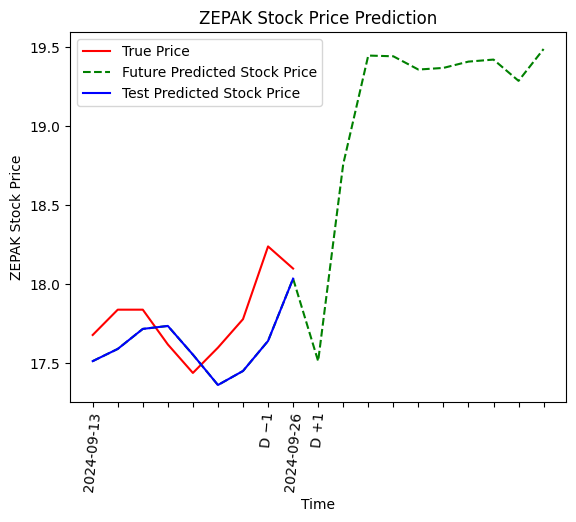 ZEPAK Stock Price Prediction
True Price
Future Predicted Stock Price
Test Predicted Stock Price
ZEPAK Stock Price
19.5
19.0
18.5
18.0
17.5
2024-09-13
D −1
2024-09-26
D +1
Time